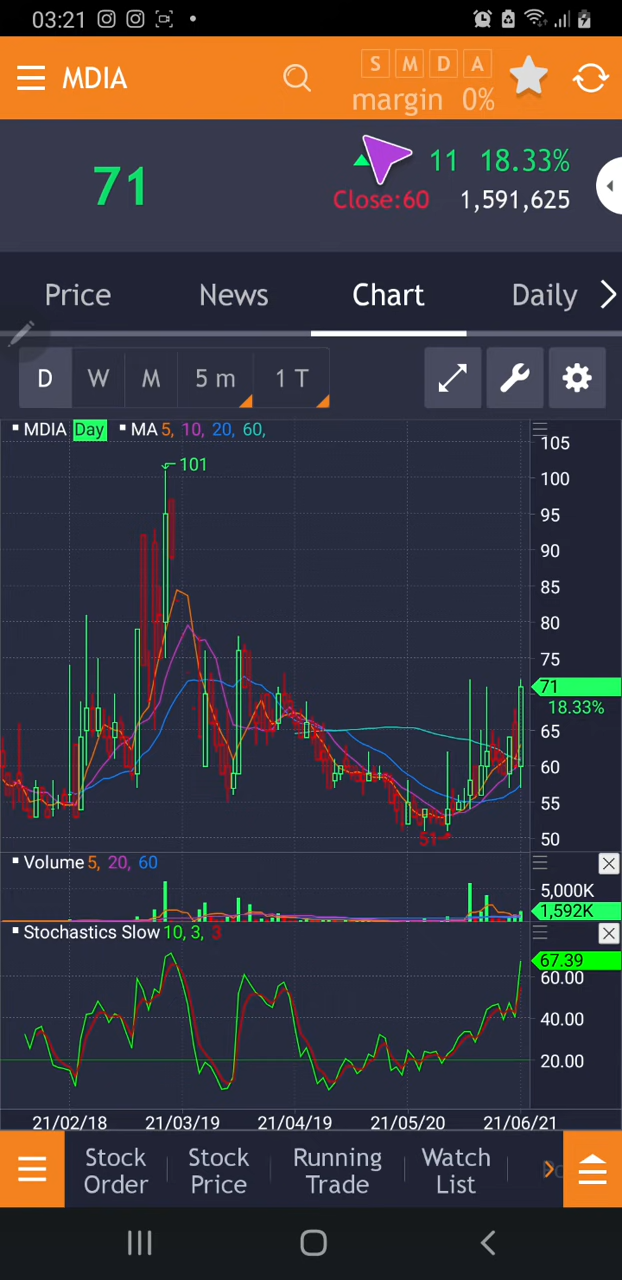 03:21
MDIA
S M D A
margin 0%
71
11 18.33%
Close:60 1,591,625
Price News Chart Daily
D W M 5 m 1 T
MDIA Day MA 5, 10, 20, 60,
105
101
100
95
90
85
80
75
71
18.33%
65
60
55
51
50
Volume 5, 20, 60
5,000K
1,592K
Stochastics Slow 10, 3, 3
67.39
60.00
40.00
20.00
21/02/18 21/03/19 21/04/19 21/05/20 21/06/21
Stock Order
Stock Price
Running Trade
Watch List